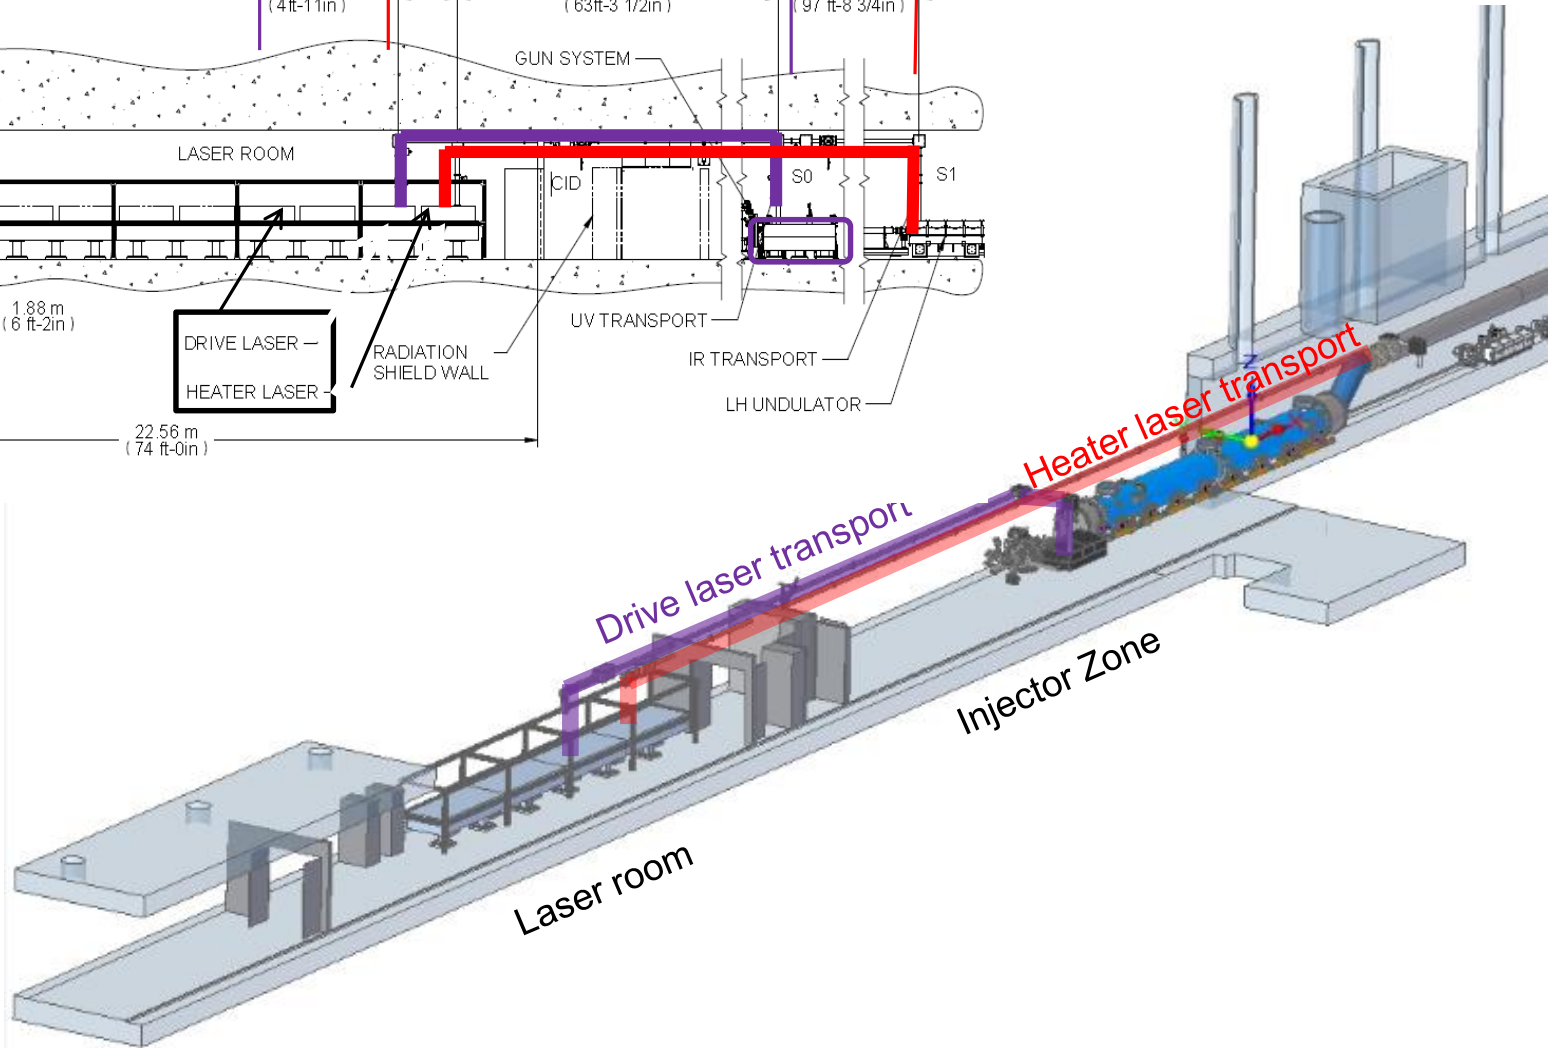 (4ft-11in)
(63ft-3 1/2in)
(97 ft-8 3/4in)
GUN SYSTEM
LASER ROOM
CID
S0
S1
1.88 m
(6 ft-2in)
UV TRANSPORT
DRIVE LASER
RADIATION
SHIELD WALL
IR TRANSPORT
HEATER LASER
LH UNDULATOR
22.56 m
(74 ft-0in)
Heater laser transport
Z
Drive laser transport
Injector Zone
Laser room